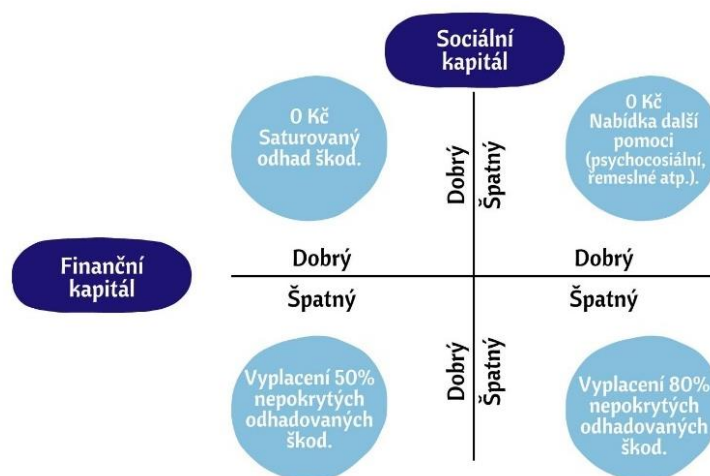 Sociální
kapitál
0 Kč
Saturovaný
odhad škod.
0 Kč
Nabídka další
pomoci
(psychocosiální,
řemeslné atp.).
Dobrý
Špatný
Finanční
kapitál
Dobrý
Dobrý
Špatný
Špatný
Vyplacení 50%
nepokrytých
odhadovaných
škod.
Dobrý
Špatný
Vyplacení 80%
nepokrytých
odhadovaných
škod.